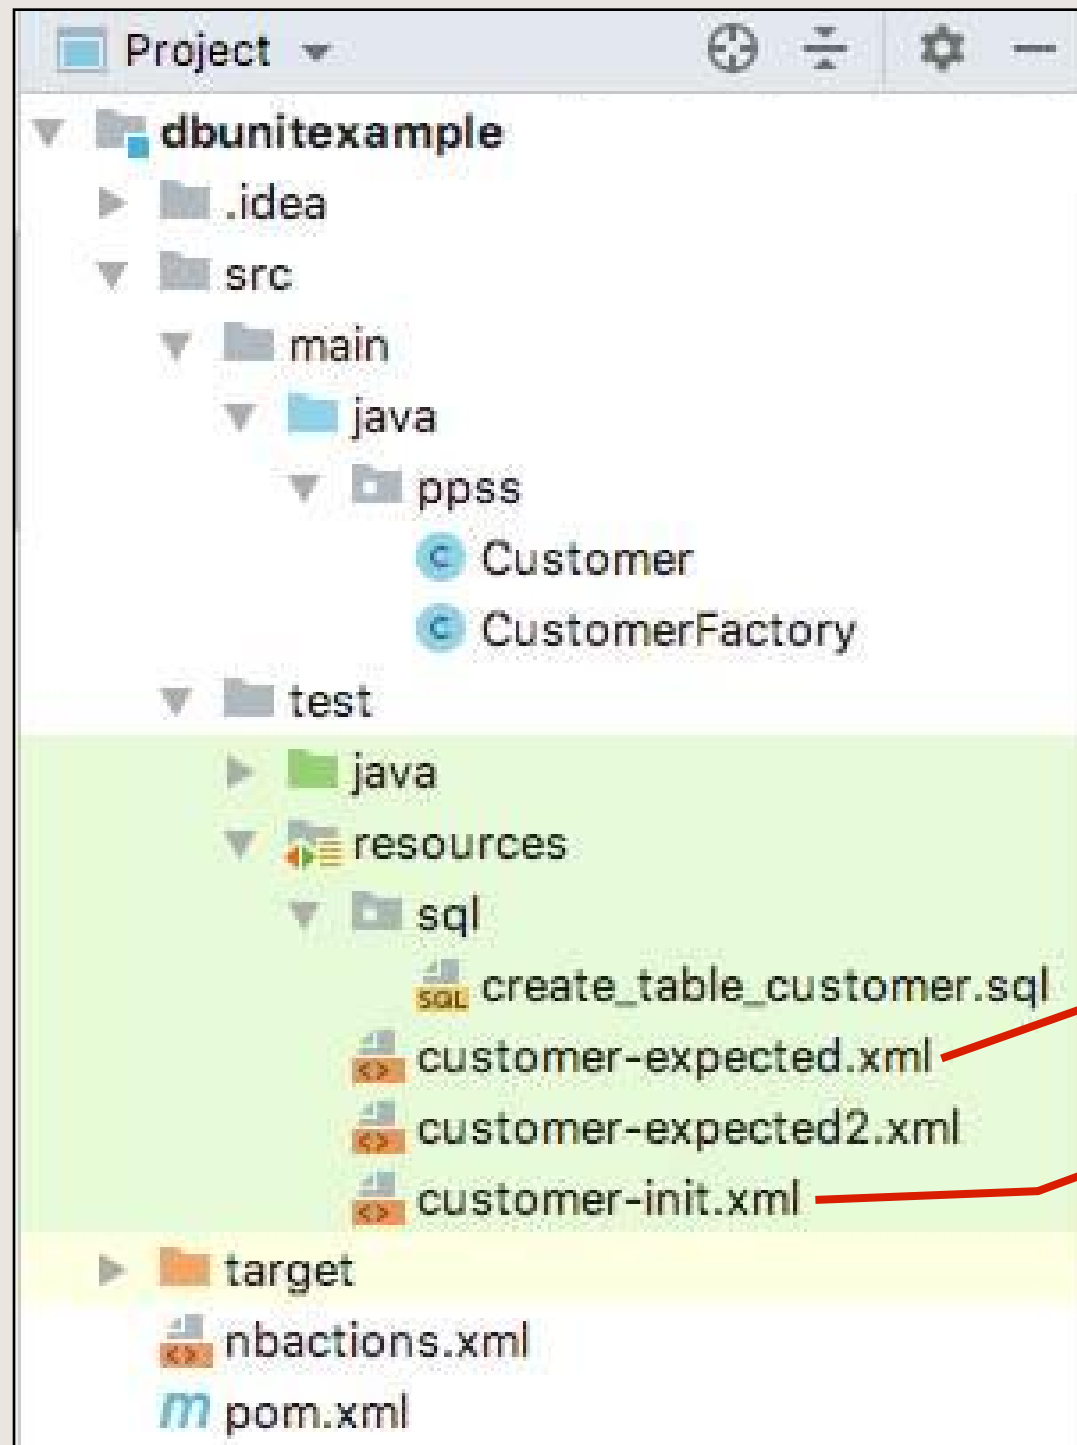 Project
dbunitexample
.idea
src
main
java
ppss
C Customer
C CustomerFactory
test
java
resources
sql
SQL create_table_customer.sql
<> customer-expected.xml
<> customer-expected2.xml
<> customer-init.xml
target
<> nbactions.xml
m pom.xml